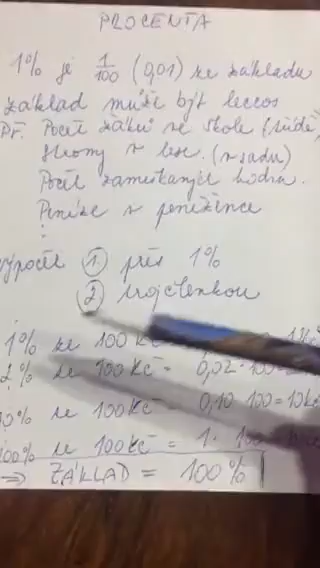 PROCENTA
1% je 1/100 (0,01) ze základu
základ může být leccos
Př. Počet žáků ve škole (třídě)
Stromy v lese. (v sadu)
Počet zameškaných hodin.
Peníze v peněžence
:
výpočet ① přes 1%
② trojčlenkou
1% ze 100 Kč
2% ze 100 Kč = 0,02 · 100 =
10% ze 100 Kč = 0,10 · 100 = 10 Kč
100% ze 100 Kč = 1 · 100
⇒ ZÁKLAD = 100%